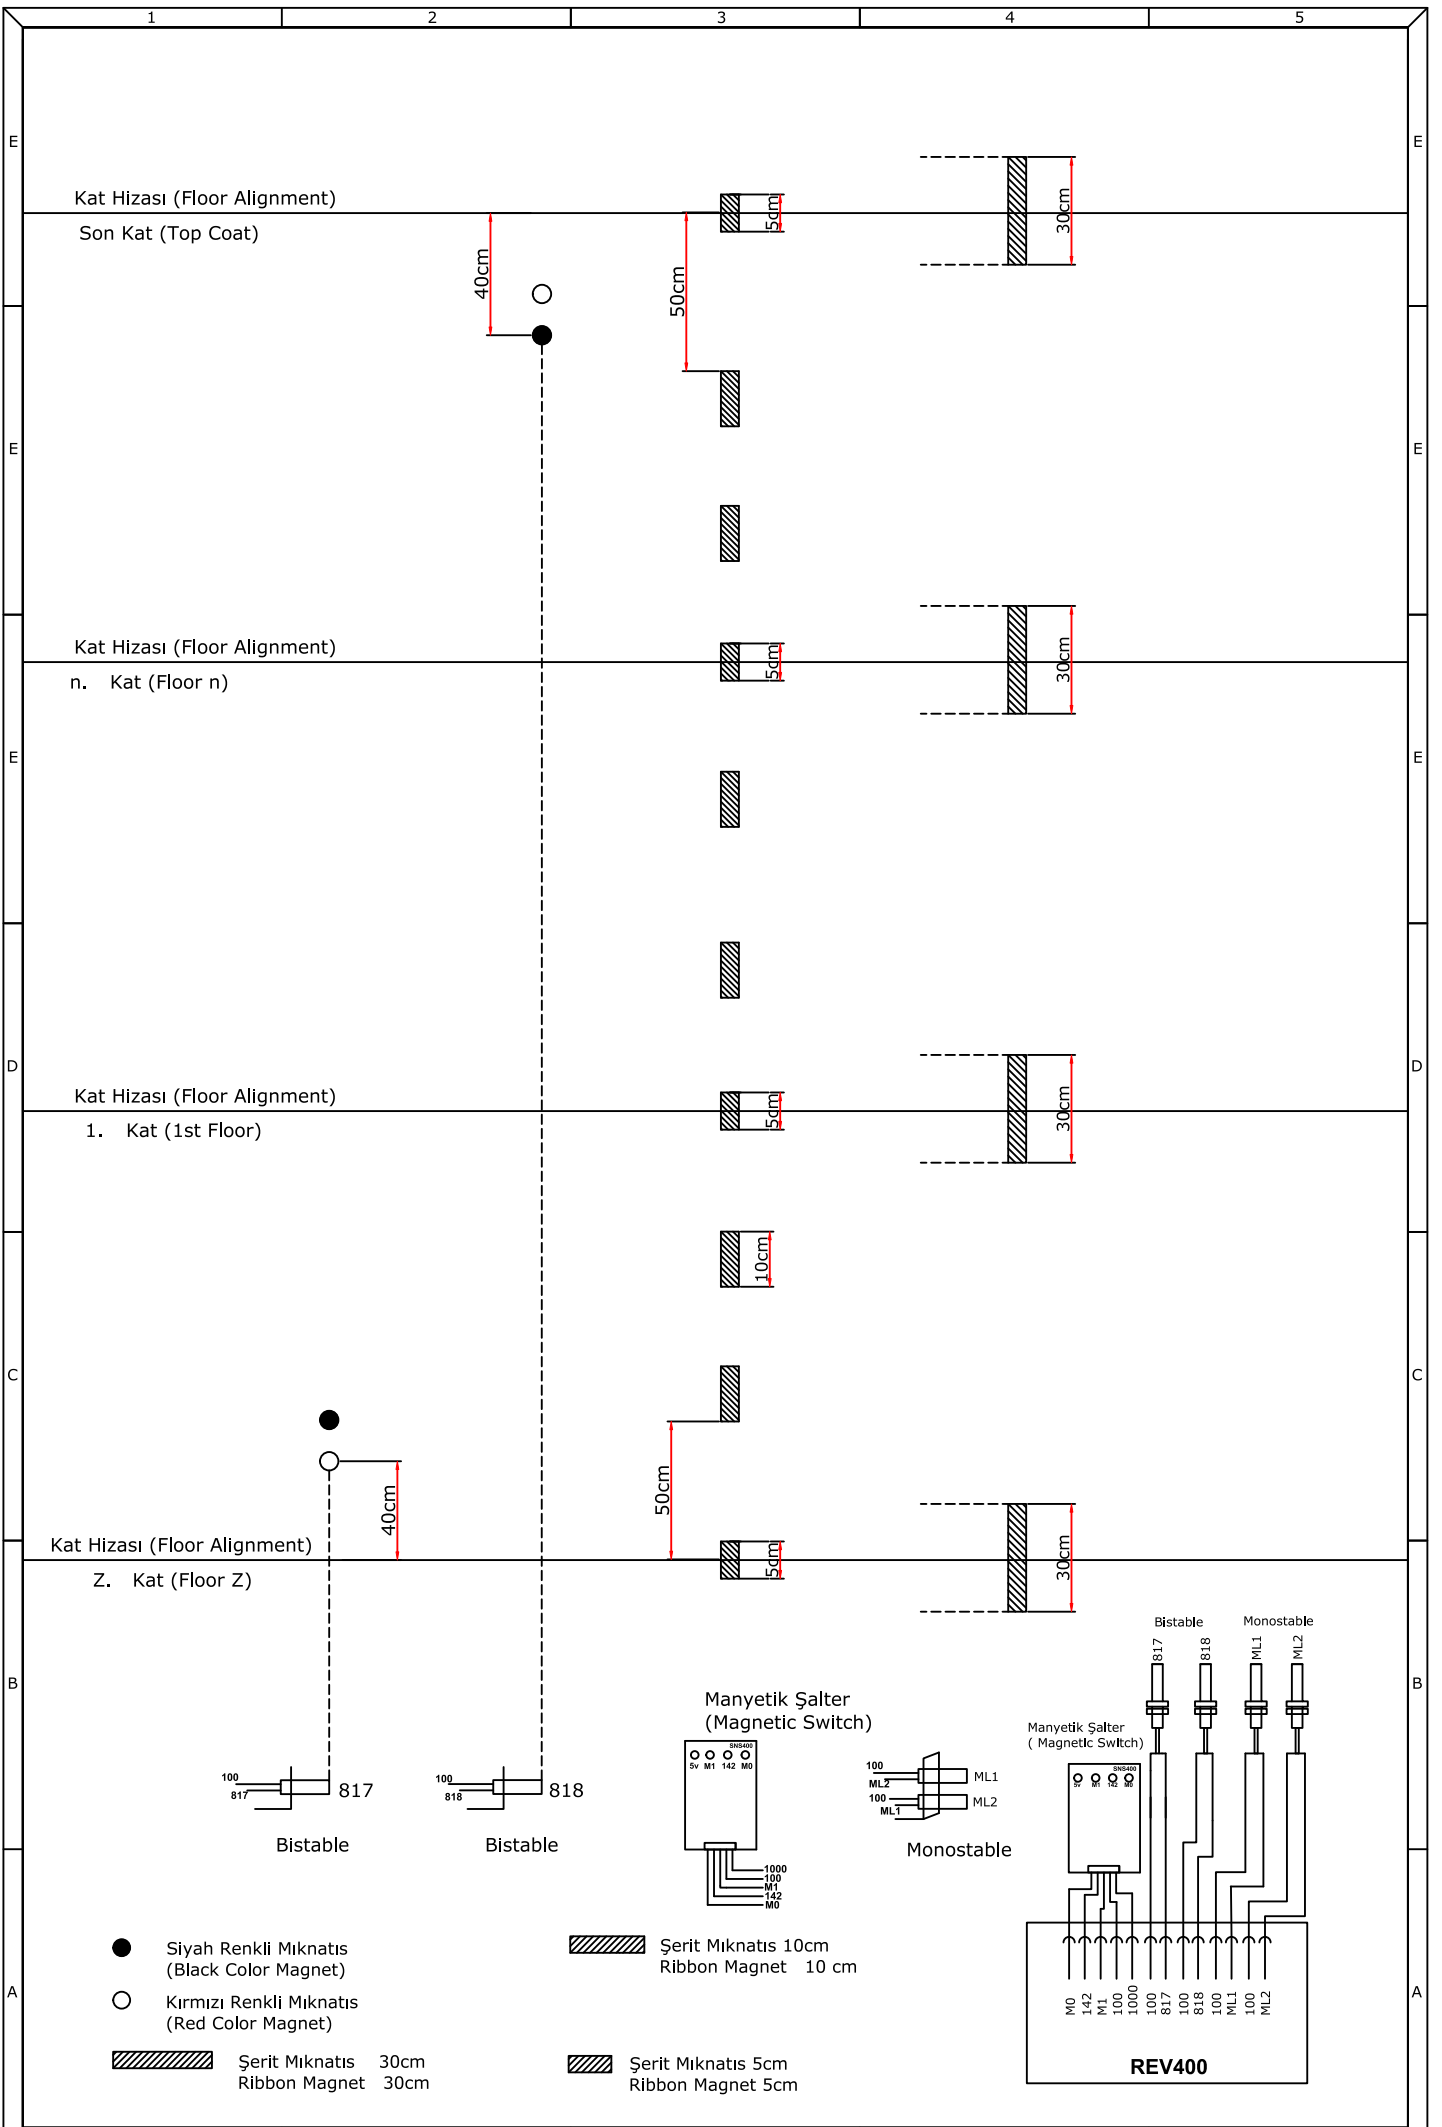 1 2 3 4 5
E E
Kat Hizası (Floor Alignment)
Son Kat (Top Coat)
5cm
30cm
40cm
50cm
E E
Kat Hizası (Floor Alignment)
n. Kat (Floor n)
5cm
30cm
E E
D D
Kat Hizası (Floor Alignment)
1. Kat (1st Floor)
5cm
30cm
10cm
C C
50cm
40cm
Kat Hizası (Floor Alignment)
Z. Kat (Floor Z)
5cm
30cm
B B
Bistable Monostable
817 818 ML1 ML2
Manyetik Şalter
(Magnetic Switch)
SNS400
5v M1 142 M0
1000
100
M1
142
M0
100
817
817
Bistable
100
818
818
Bistable
100
ML2
ML1
100
ML1
ML2
Monostable
Manyetik Şalter
( Magnetic Switch)
SNS400
5v M1 142 M0
M0 142 M1 100 1000 100 817 100 818 100 ML1 100 ML2
REV400
A A
Siyah Renkli Mıknatıs
(Black Color Magnet)
Kırmızı Renkli Mıknatıs
(Red Color Magnet)
Şerit Mıknatıs 30cm
Ribbon Magnet 30cm
Şerit Mıknatıs 10cm
Ribbon Magnet 10 cm
Şerit Mıknatıs 5cm
Ribbon Magnet 5cm